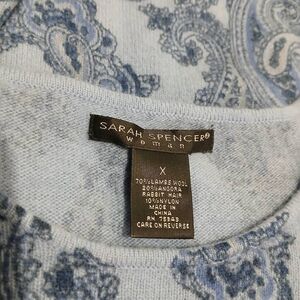 SARAH SPENCER®
woman
X
70% LAMBS WOOL
20% ANGORA
RABBIT HAIR
10% NYLON
MADE IN
CHINA
RN 75543
CARE ON REVERSE